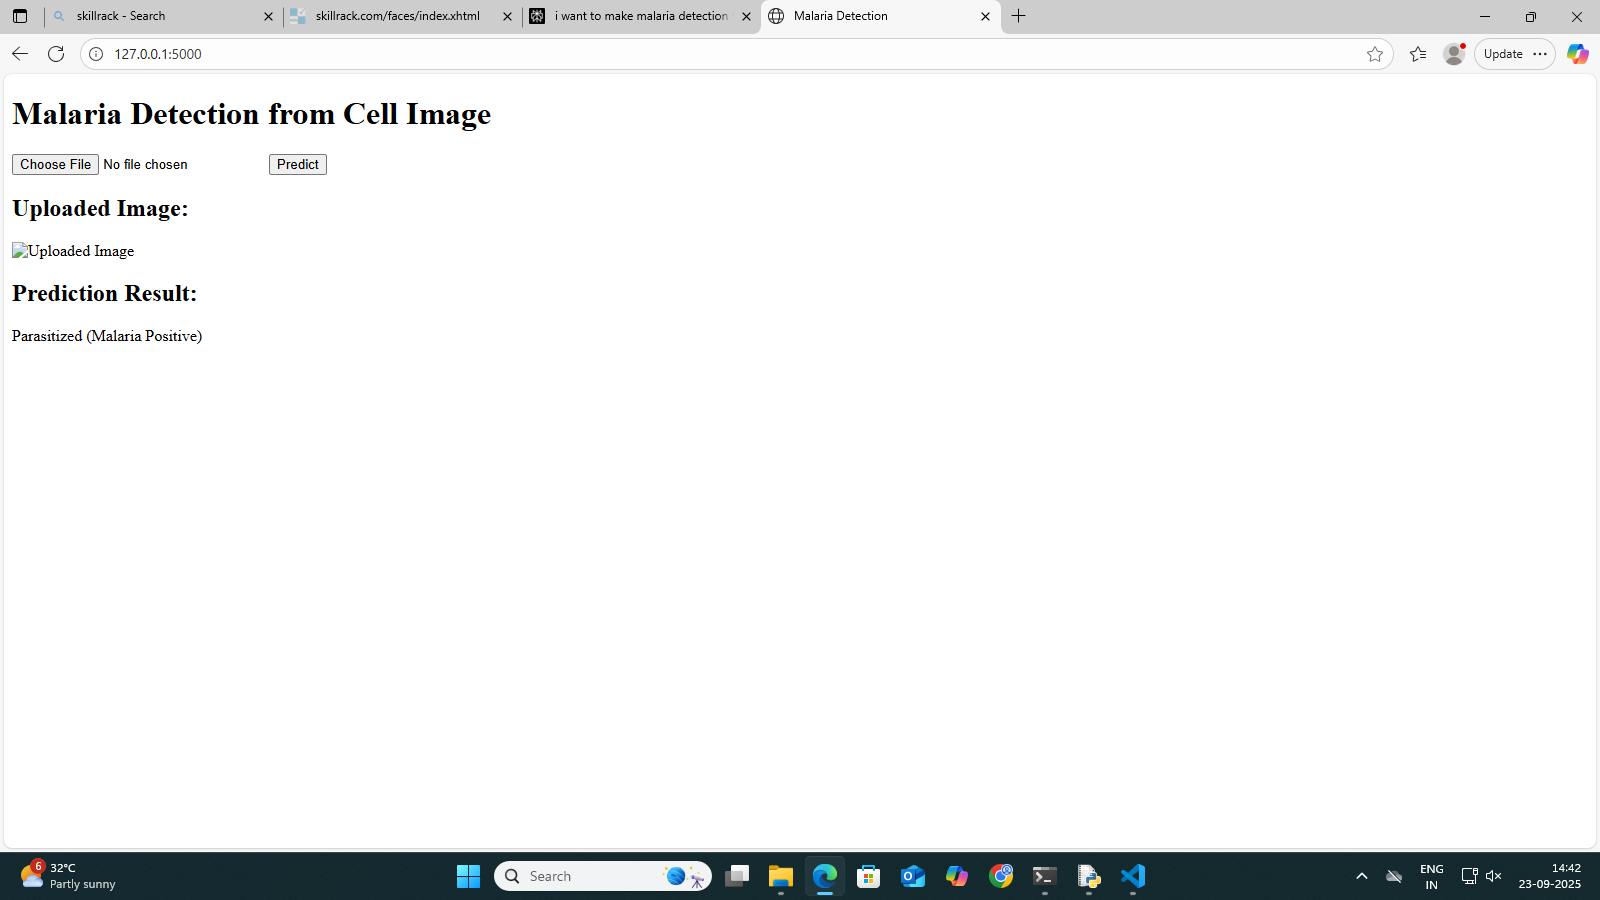 skillrack - Search
skillrack.com/faces/index.xhtml
i want to make malaria detection
Malaria Detection
127.0.0.1:5000
Update
Malaria Detection from Cell Image
Choose File No file chosen Predict
Uploaded Image:
Uploaded Image
Prediction Result:
Parasitized (Malaria Positive)
6
32°C
Partly sunny
Search
ENG
IN
14:42
23-09-2025